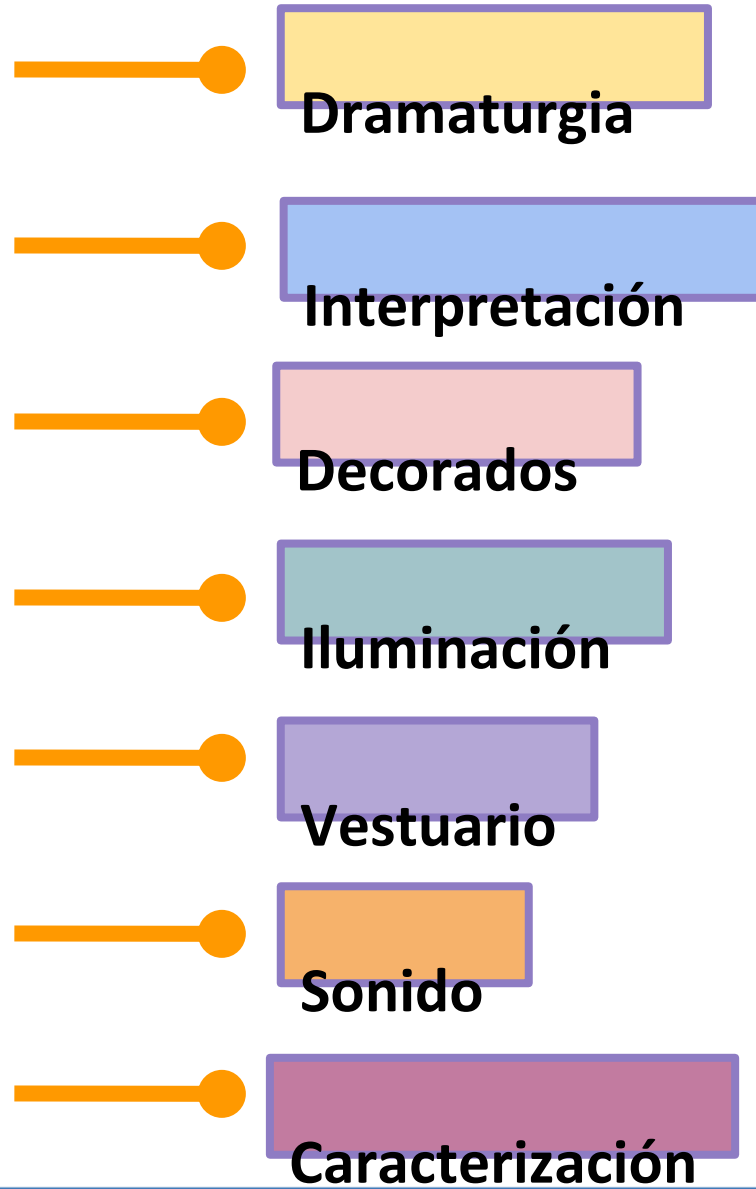 Dramaturgia
Interpretación
Decorados
Iluminación
Vestuario
Sonido
Caracterización